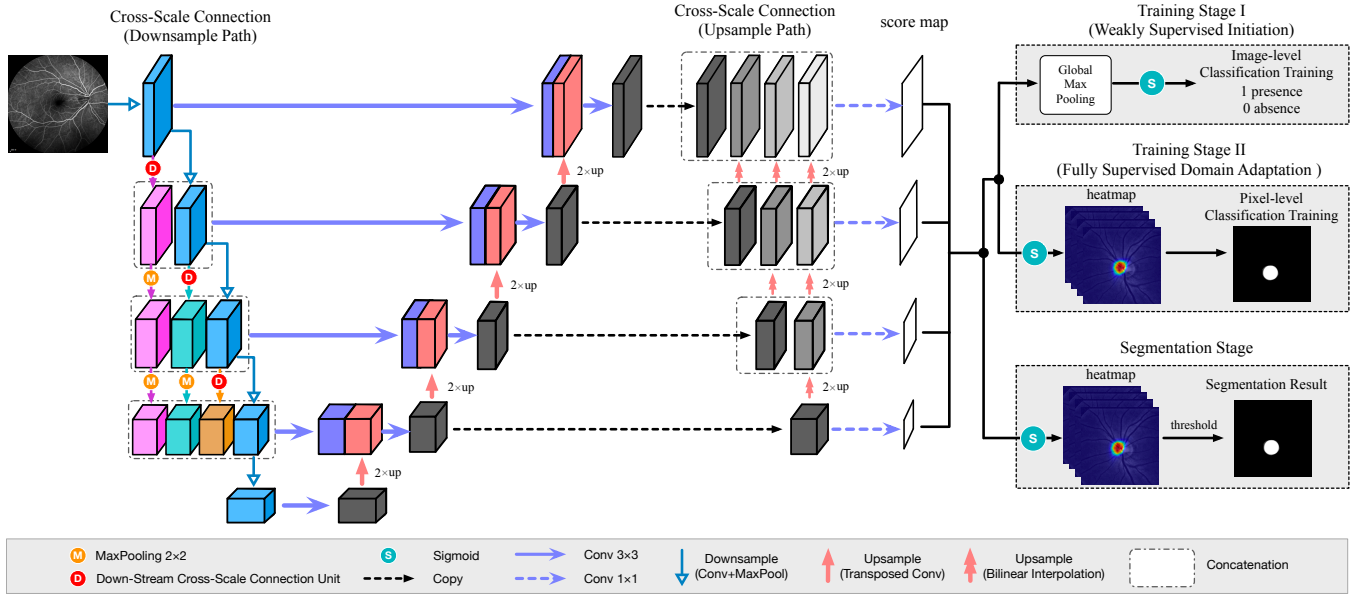 Cross-Scale Connection
(Downsample Path)
Cross-Scale Connection
(Upsample Path)
score map
Training Stage I
(Weakly Supervised Initiation)
Global
Max
Pooling
S
Image-level
Classification Training
1 presence
0 absence
D
2×up
2×up
Training Stage II
(Fully Supervised Domain Adaptation )
heatmap
Pixel-level
Classification Training
S
M
D
2×up
2×up
M
M
D
2×up
2×up
Segmentation Stage
heatmap
Segmentation Result
S
threshold
2×up
M
MaxPooling 2×2
S
Sigmoid
Conv 3×3
Downsample
(Conv+MaxPool)
Upsample
(Transposed Conv)
Upsample
(Bilinear Interpolation)
Concatenation
D
Down-Stream Cross-Scale Connection Unit
Copy
Conv 1×1